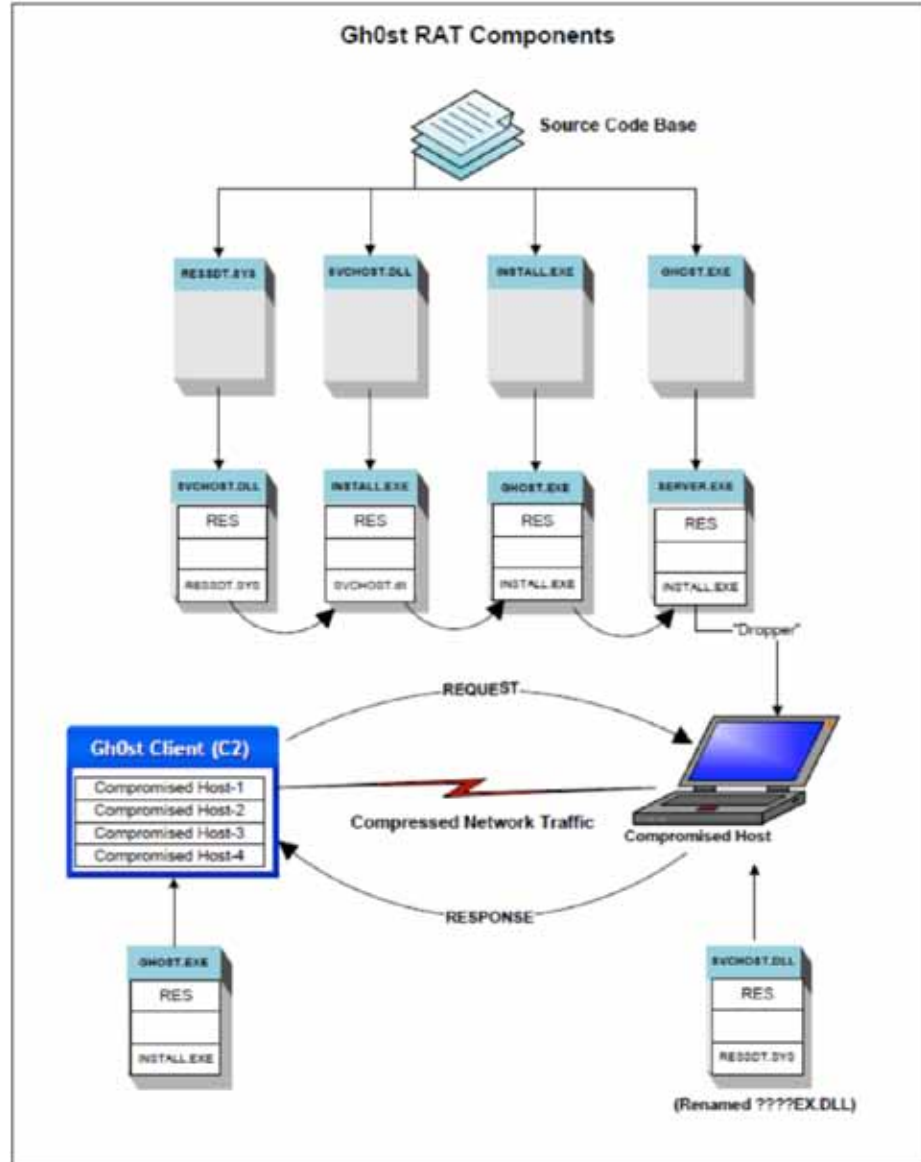 Gh0st RAT Components
Source Code Base
RESSDT.SYS
SVCHOST.DLL
INSTALL.EXE
GHOST.EXE
SVCHOST.DLL
RES
RESSDT.SYS
INSTALL.EXE
RES
SVCHOST.dll
GHOST.EXE
RES
INSTALL.EXE
SERVER.EXE
RES
INSTALL.EXE
"Dropper"
REQUEST
Gh0st Client (C2)
Compromised Host-1
Compromised Host-2
Compromised Host-3
Compromised Host-4
Compressed Network Traffic
Compromised Host
RESPONSE
GHOST.EXE
RES
INSTALL.EXE
SVCHOST.DLL
RES
RESSDT.SYS
(Renamed ????EX.DLL)